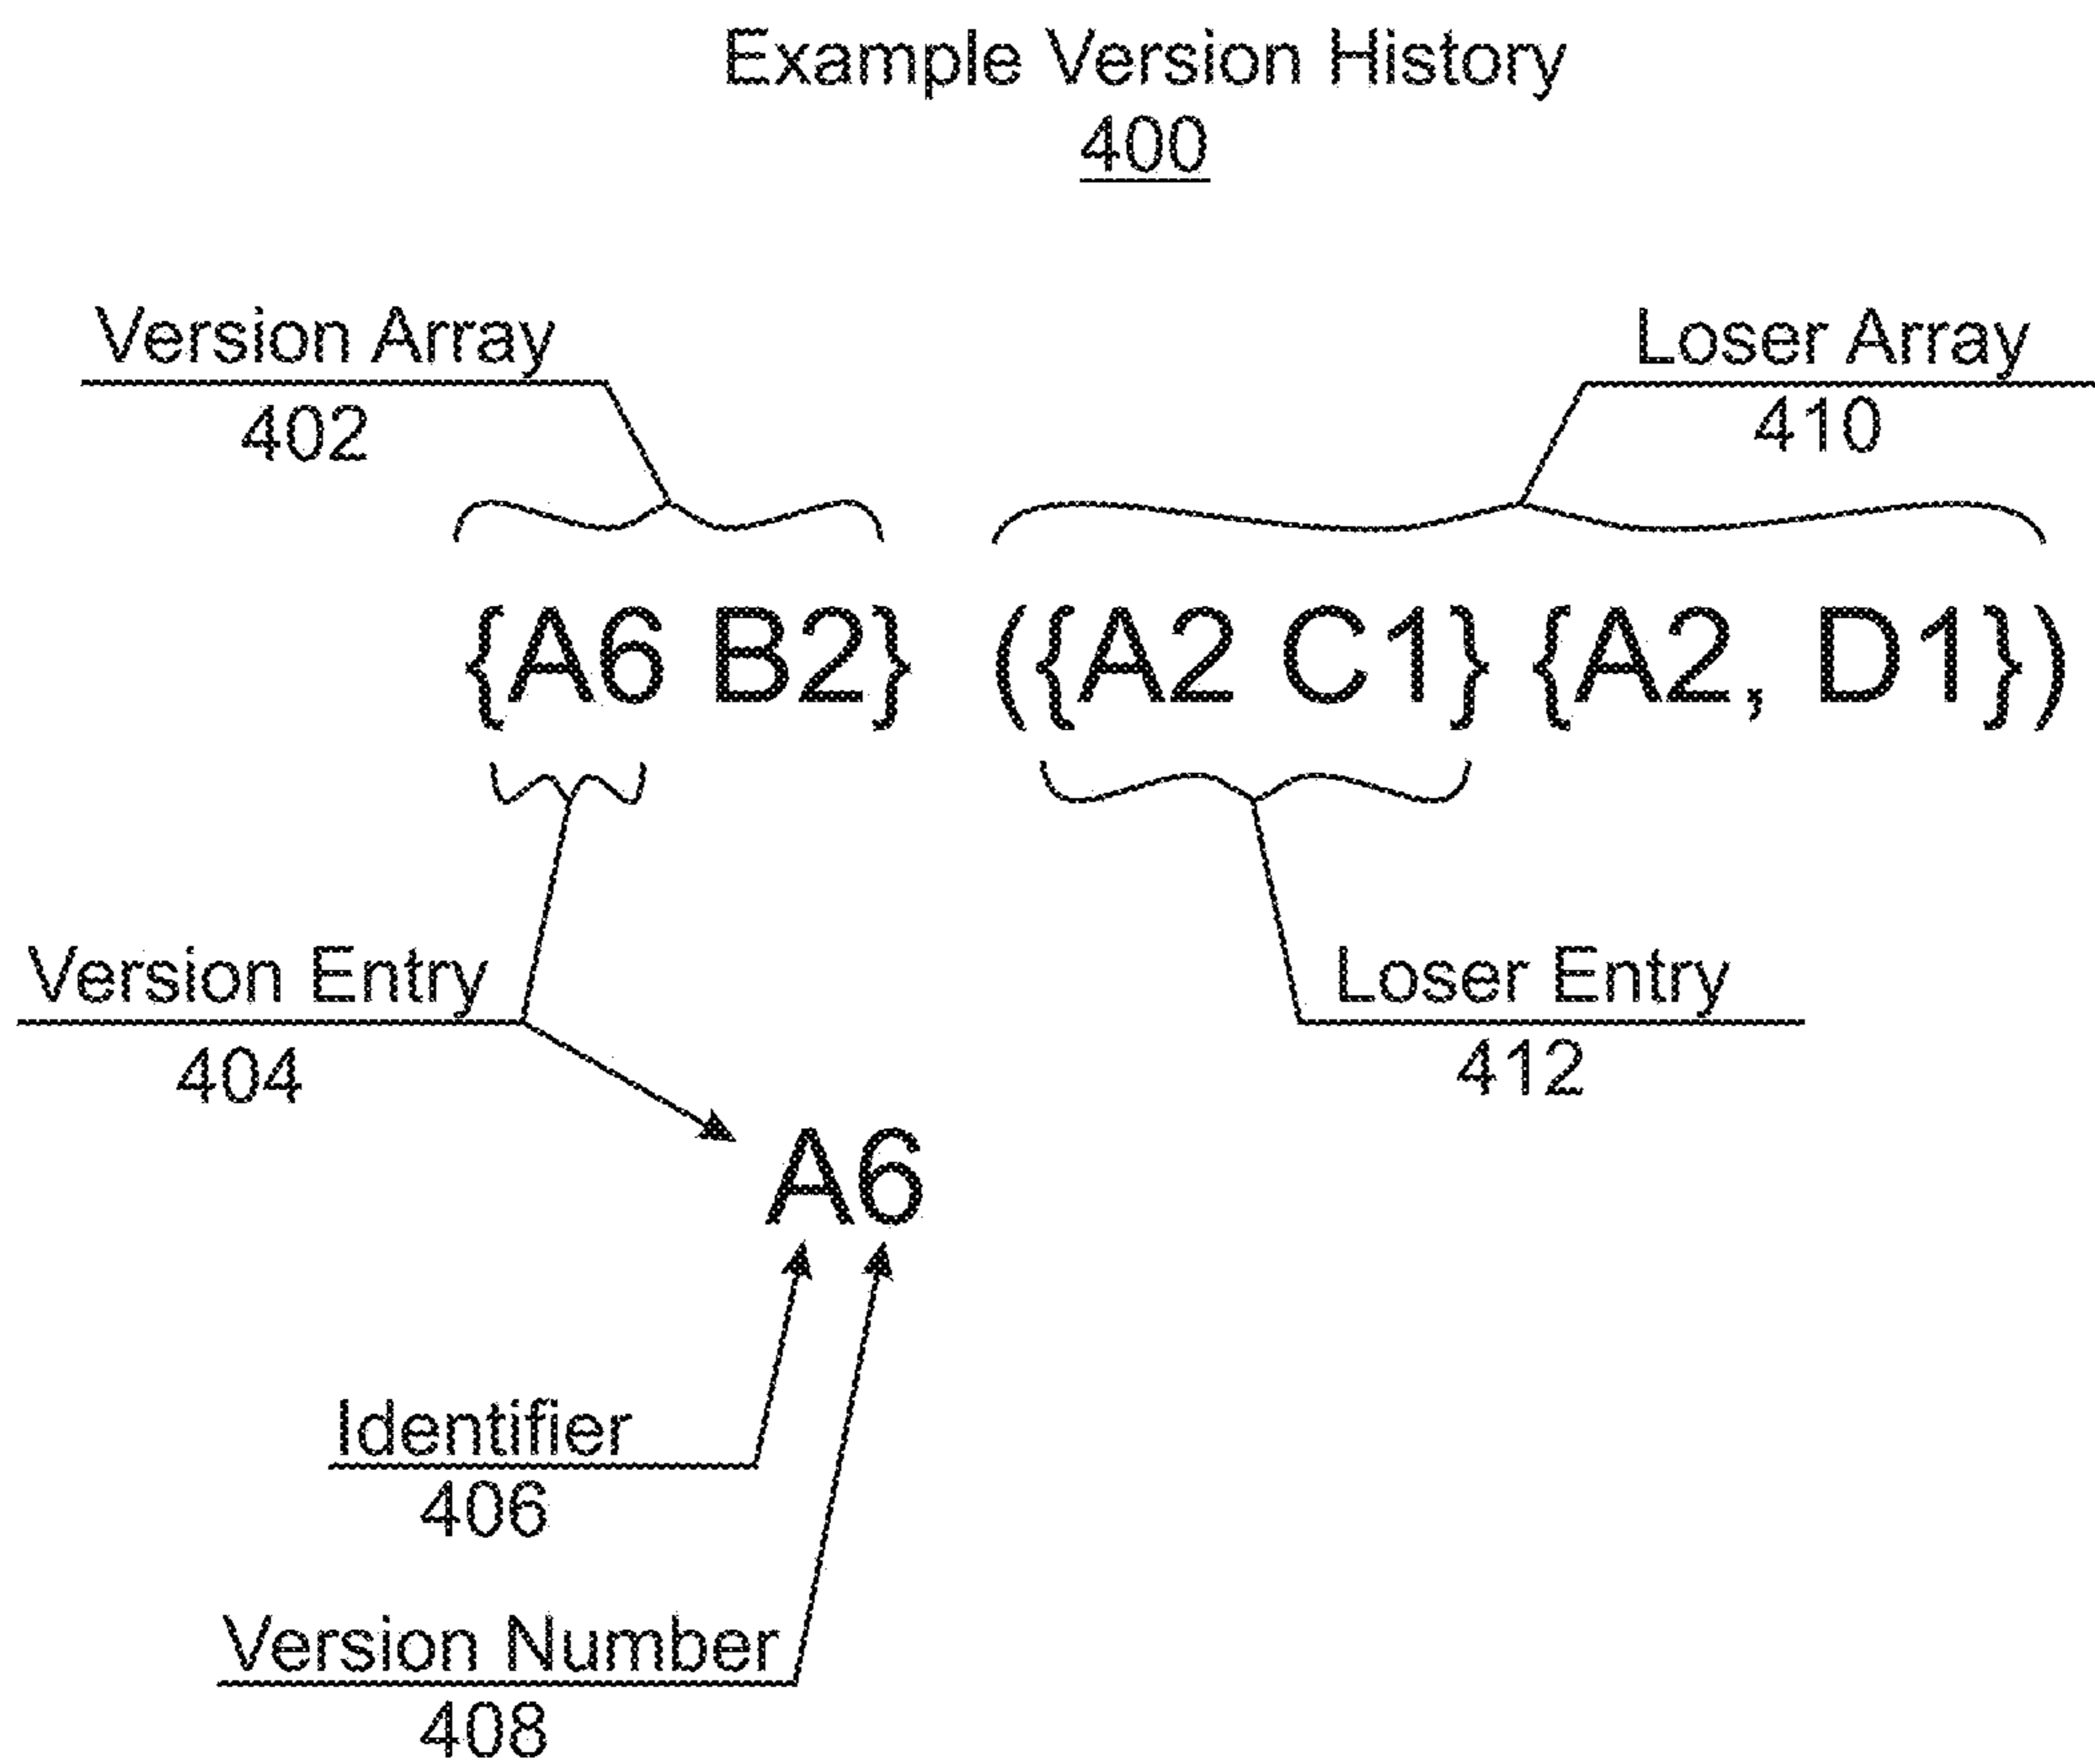 Example Version History
400
Version Array
402
Loser Array
410
{A6 B2} ({A2 C1} {A2, D1})
Version Entry
404
Loser Entry
412
A6
Identifier
406
Version Number
408